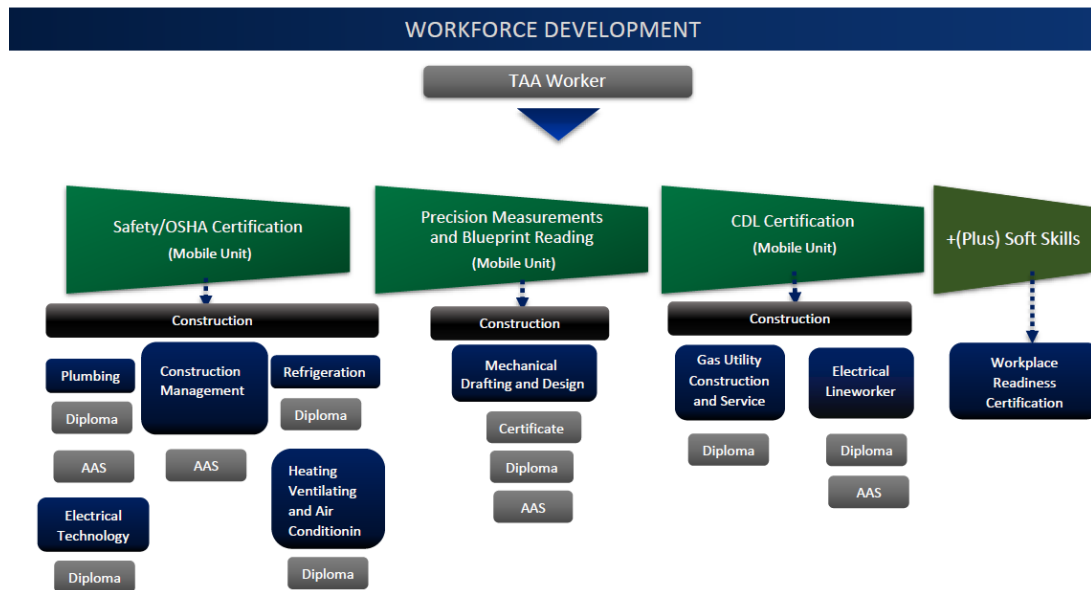 WORKFORCE DEVELOPMENT
TAA Worker
Safety/OSHA Certification
(Mobile Unit)
Precision Measurements
and Blueprint Reading
(Mobile Unit)
CDL Certification
(Mobile Unit)
+(Plus) Soft Skills
Construction
Plumbing
Diploma
AAS
Electrical
Technology
Diploma
Construction
Management
AAS
Refrigeration
Diploma
Heating
Ventilating
and Air
Conditionin
Diploma
Construction
Mechanical
Drafting and Design
Certificate
Diploma
AAS
Construction
Gas Utility
Construction
and Service
Diploma
Electrical
Lineworker
Diploma
AAS
Workplace
Readiness
Certification